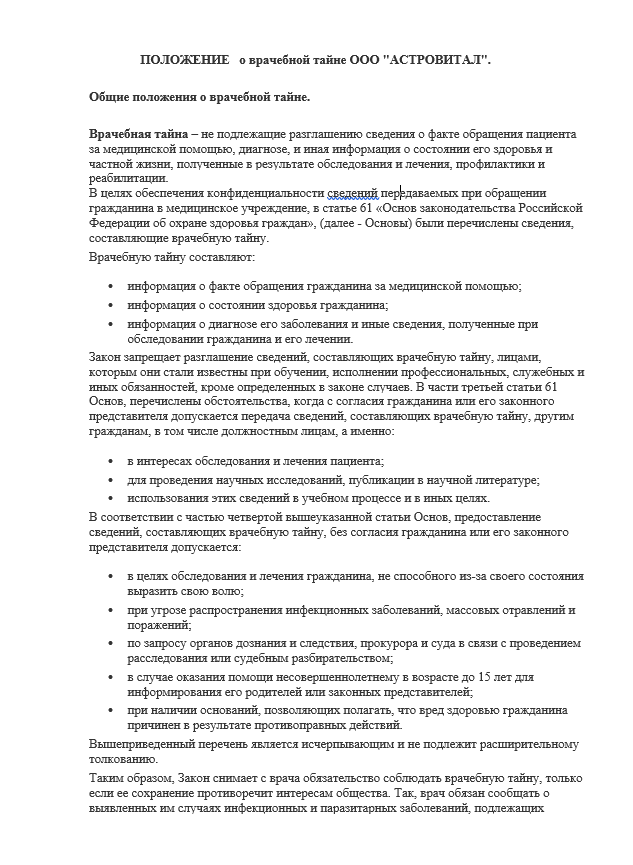 ПОЛОЖЕНИЕ о врачебной тайне ООО "АСТРОВИТАЛ".
Общие положения о врачебной тайне.
Врачебная тайна – не подлежащие разглашению сведения о факте обращения пациента
за медицинской помощью, диагнозе, и иная информация о состоянии его здоровья и
частной жизни, полученные в результате обследования и лечения, профилактики и
реабилитации.
В целях обеспечения конфиденциальности сведений передаваемых при обращении
гражданина в медицинское учреждение, в статье 61 «Основ законодательства Российской
Федерации об охране здоровья граждан», (далее - Основы) были перечислены сведения,
составляющие врачебную тайну.
Врачебную тайну составляют:
• информация о факте обращения гражданина за медицинской помощью;
• информация о состоянии здоровья гражданина;
• информация о диагнозе его заболевания и иные сведения, полученные при
обследовании гражданина и его лечении.
Закон запрещает разглашение сведений, составляющих врачебную тайну, лицами,
которым они стали известны при обучении, исполнении профессиональных, служебных и
иных обязанностей, кроме определенных в законе случаев. В части третьей статьи 61
Основ, перечислены обстоятельства, когда с согласия гражданина или его законного
представителя допускается передача сведений, составляющих врачебную тайну, другим
гражданам, в том числе должностным лицам, а именно:
• в интересах обследования и лечения пациента;
• для проведения научных исследований, публикации в научной литературе;
• использования этих сведений в учебном процессе и в иных целях.
В соответствии с частью четвертой вышеуказанной статьи Основ, предоставление
сведений, составляющих врачебную тайну, без согласия гражданина или его законного
представителя допускается:
• в целях обследования и лечения гражданина, не способного из-за своего состояния
выразить свою волю;
• при угрозе распространения инфекционных заболеваний, массовых отравлений и
поражений;
• по запросу органов дознания и следствия, прокурора и суда в связи с проведением
расследования или судебным разбирательством;
• в случае оказания помощи несовершеннолетнему в возрасте до 15 лет для
информирования его родителей или законных представителей;
• при наличии оснований, позволяющих полагать, что вред здоровью гражданина
причинен в результате противоправных действий.
Вышеприведенный перечень является исчерпывающим и не подлежит расширительному
толкованию.
Таким образом, Закон снимает с врача обязательство соблюдать врачебную тайну, только
если ее сохранение противоречит интересам общества. Так, врач обязан сообщать о
выявленных им случаях инфекционных и паразитарных заболеваний, подлежащих